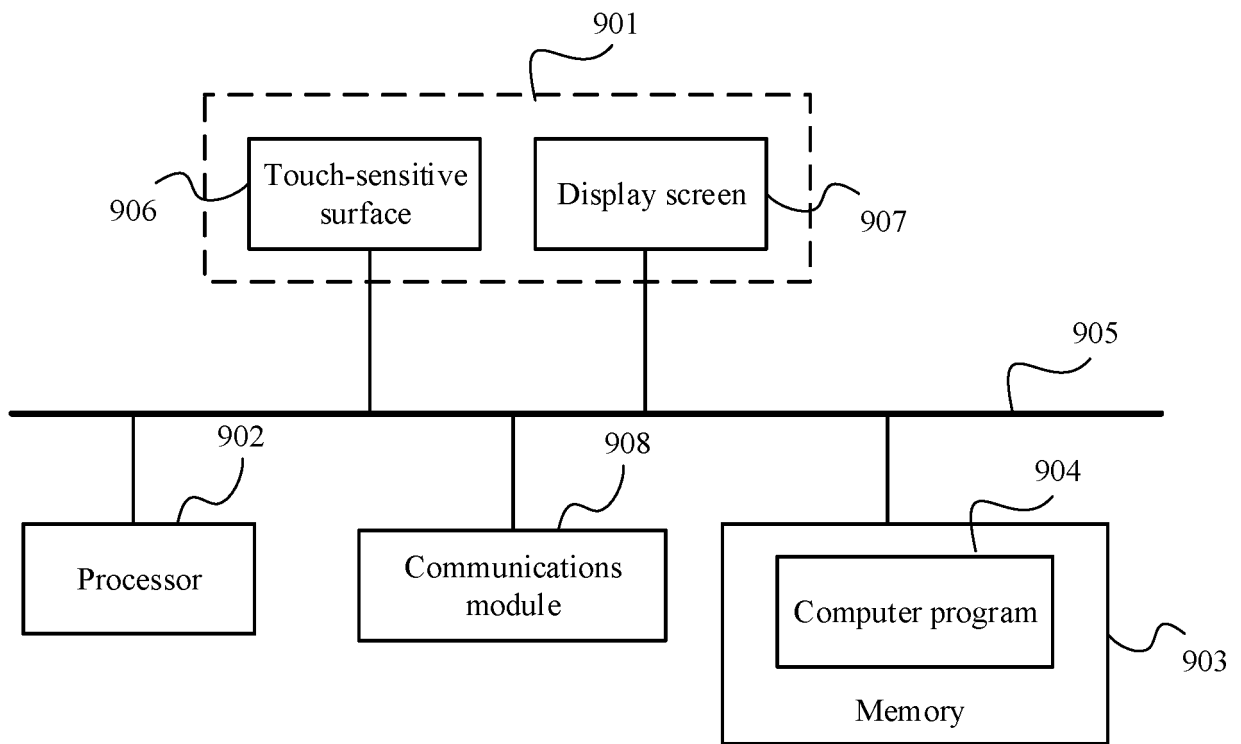 901
Touch-sensitive
surface
Display screen
906
907
905
902
908
904
Processor
Communications
module
Computer program
903
Memory